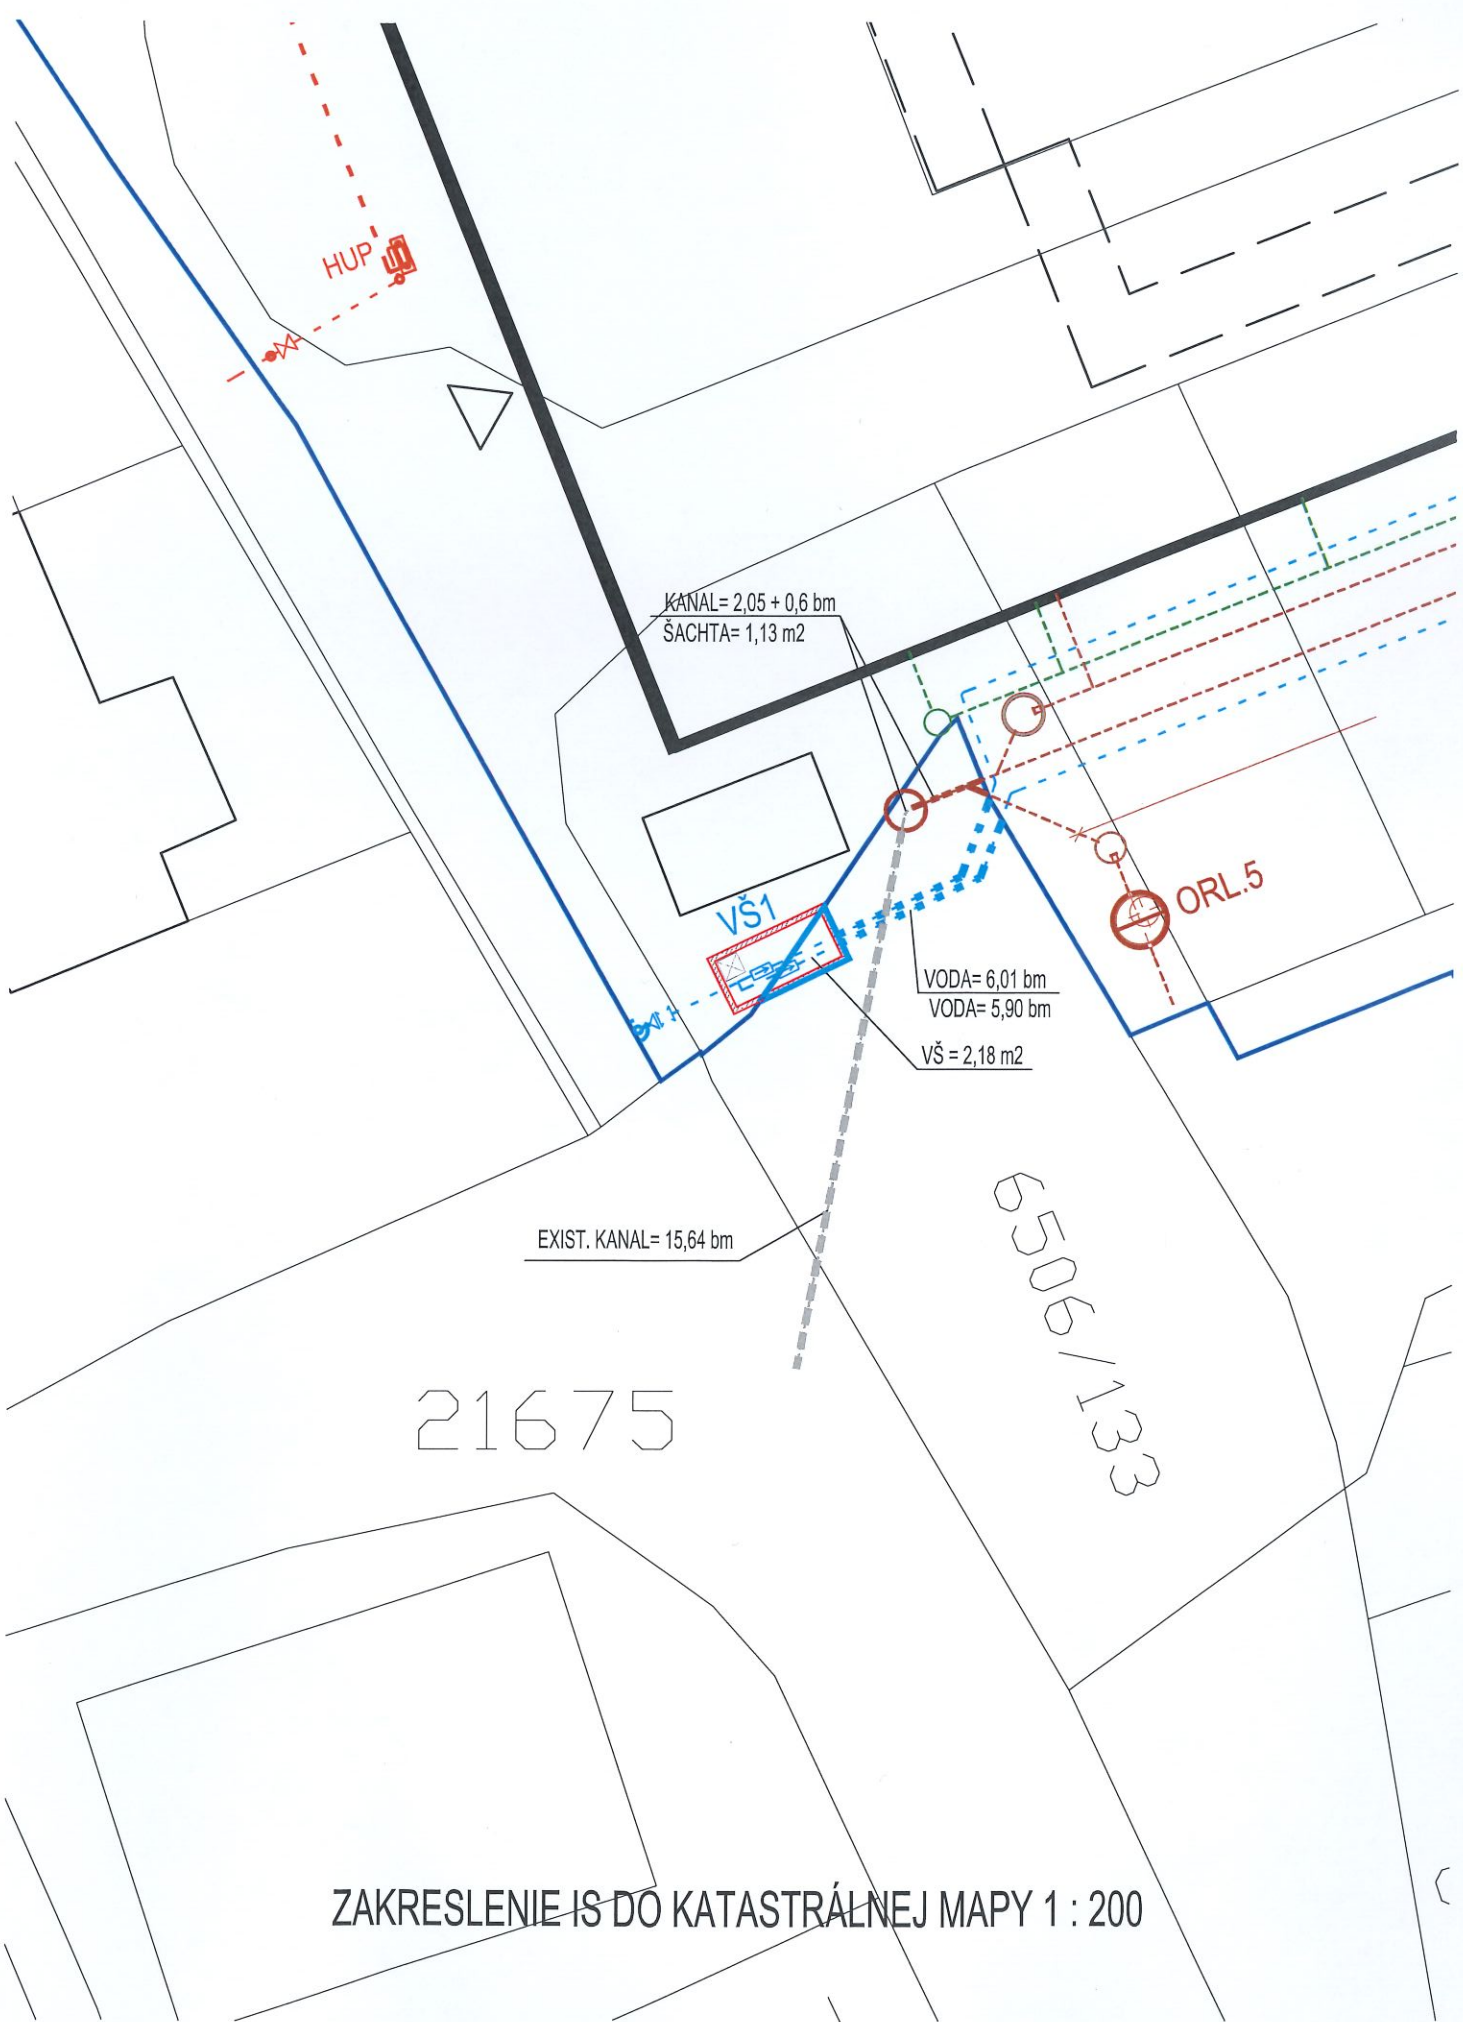 HUP
KANAL= 2,05 + 0,6 bm
ŠACHTA= 1,13 m2
VŠ1
ORL.5
VODA= 6,01 bm
VODA= 5,90 bm
VŠ = 2,18 m2
EXIST. KANAL= 15,64 bm
6506/133
21675
ZAKRESLENIE IS DO KATASTRÁLNEJ MAPY 1 : 200